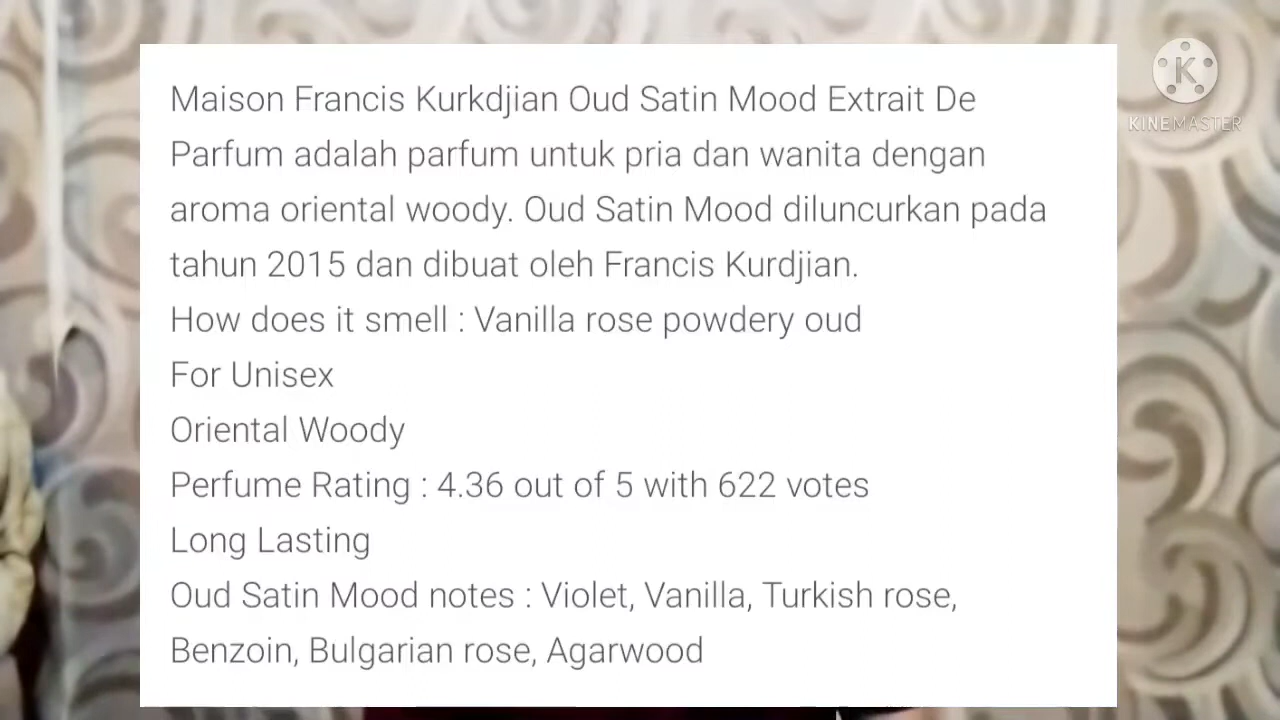 Maison Francis Kurkdjian Oud Satin Mood Extrait De
Parfum adalah parfum untuk pria dan wanita dengan
aroma oriental woody. Oud Satin Mood diluncurkan pada
tahun 2015 dan dibuat oleh Francis Kurdjian.
How does it smell : Vanilla rose powdery oud
For Unisex
Oriental Woody
Perfume Rating : 4.36 out of 5 with 622 votes
Long Lasting
Oud Satin Mood notes : Violet, Vanilla, Turkish rose,
Benzoin, Bulgarian rose, Agarwood
K
KINEMASTER